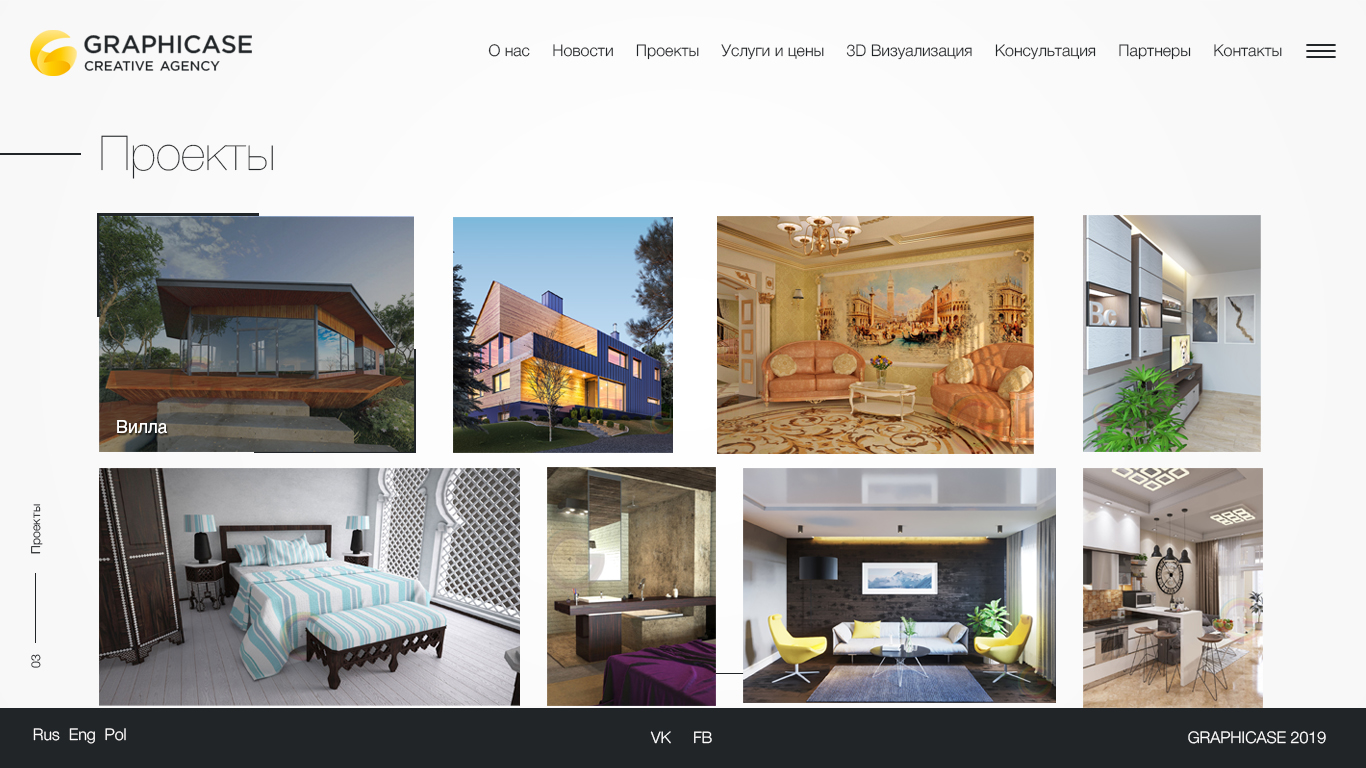 GRAPHICASE
CREATIVE AGENCY
О нас Новости Проекты Услуги и цены 3D Визуализация Консультация Партнеры Контакты
Проекты
Вилла
Проекты
03
Rus Eng Pol
VK FB
GRAPHICASE 2019